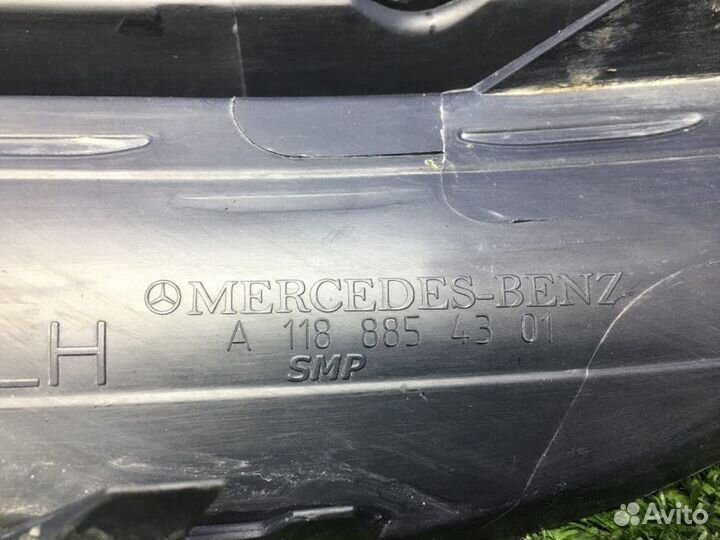 MERCEDES-BENZ
A 118 885 43 01
LH
SMP
Avito